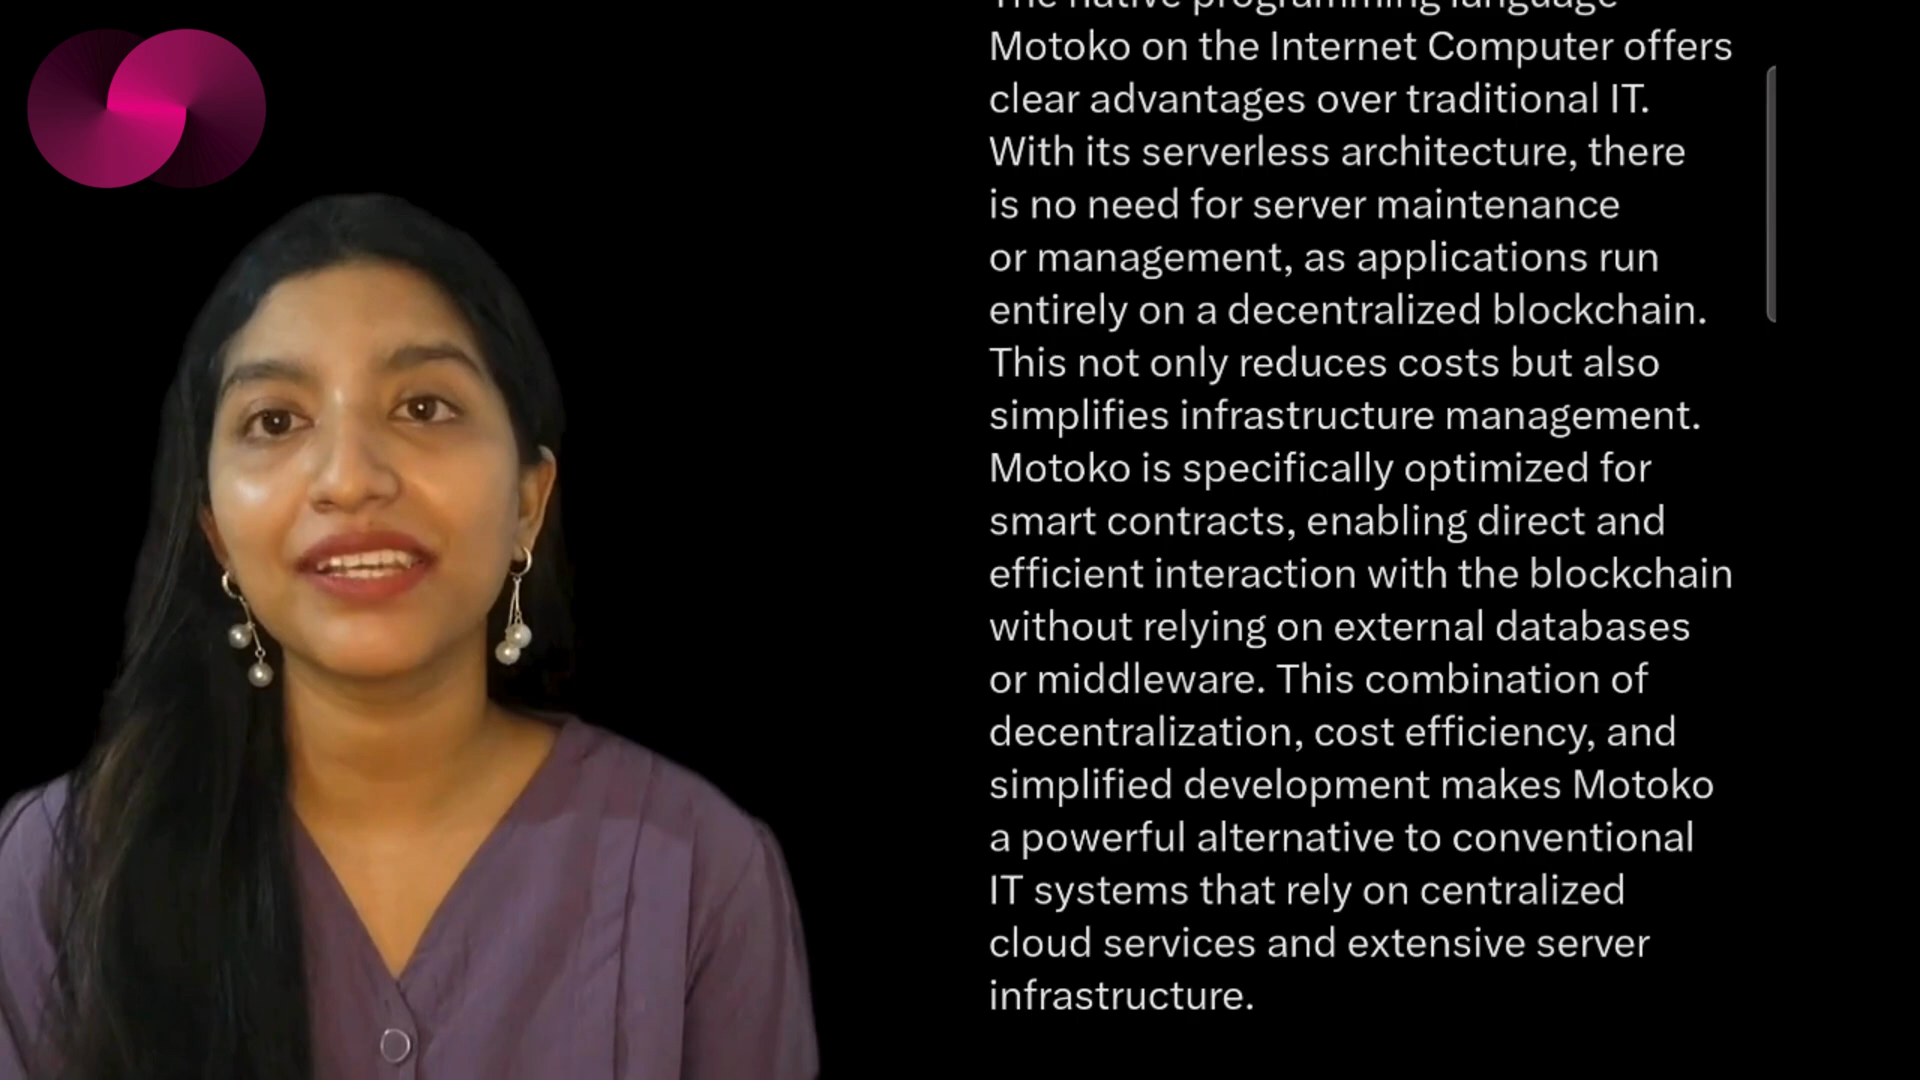 The native programming language
Motoko on the Internet Computer offers
clear advantages over traditional IT.
With its serverless architecture, there
is no need for server maintenance
or management, as applications run
entirely on a decentralized blockchain.
This not only reduces costs but also
simplifies infrastructure management.
Motoko is specifically optimized for
smart contracts, enabling direct and
efficient interaction with the blockchain
without relying on external databases
or middleware. This combination of
decentralization, cost efficiency, and
simplified development makes Motoko
a powerful alternative to conventional
IT systems that rely on centralized
cloud services and extensive server
infrastructure.